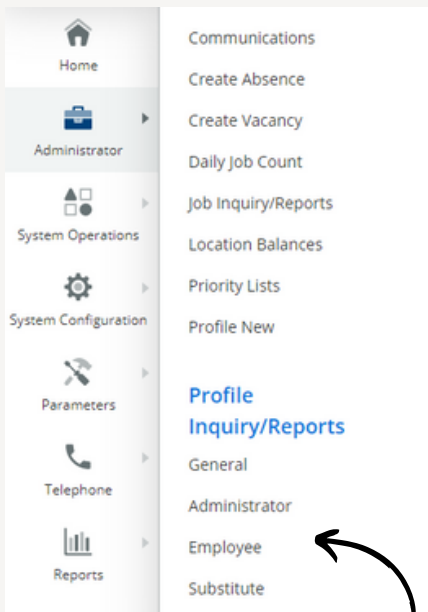 Home
Administrator
System Operations
System Configuration
Parameters
Telephone
Reports
Communications
Create Absence
Create Vacancy
Daily Job Count
Job Inquiry/Reports
Location Balances
Priority Lists
Profile New
Profile
Inquiry/Reports
General
Administrator
Employee
Substitute